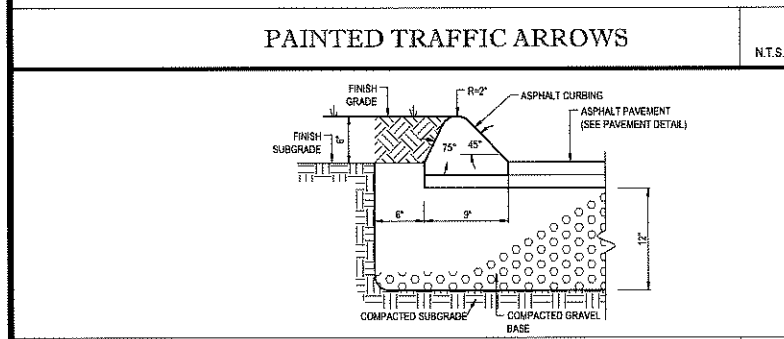 PAINTED TRAFFIC ARROWS
N.T.S.
FINISH
GRADE
R=2"
ASPHALT CURBING
ASPHALT PAVEMENT
(SEE PAVEMENT DETAIL)
FINISH
SUBGRADE
6"
75°
45°
6"
9"
12"
COMPACTED SUBGRADE
COMPACTED GRAVEL
BASE